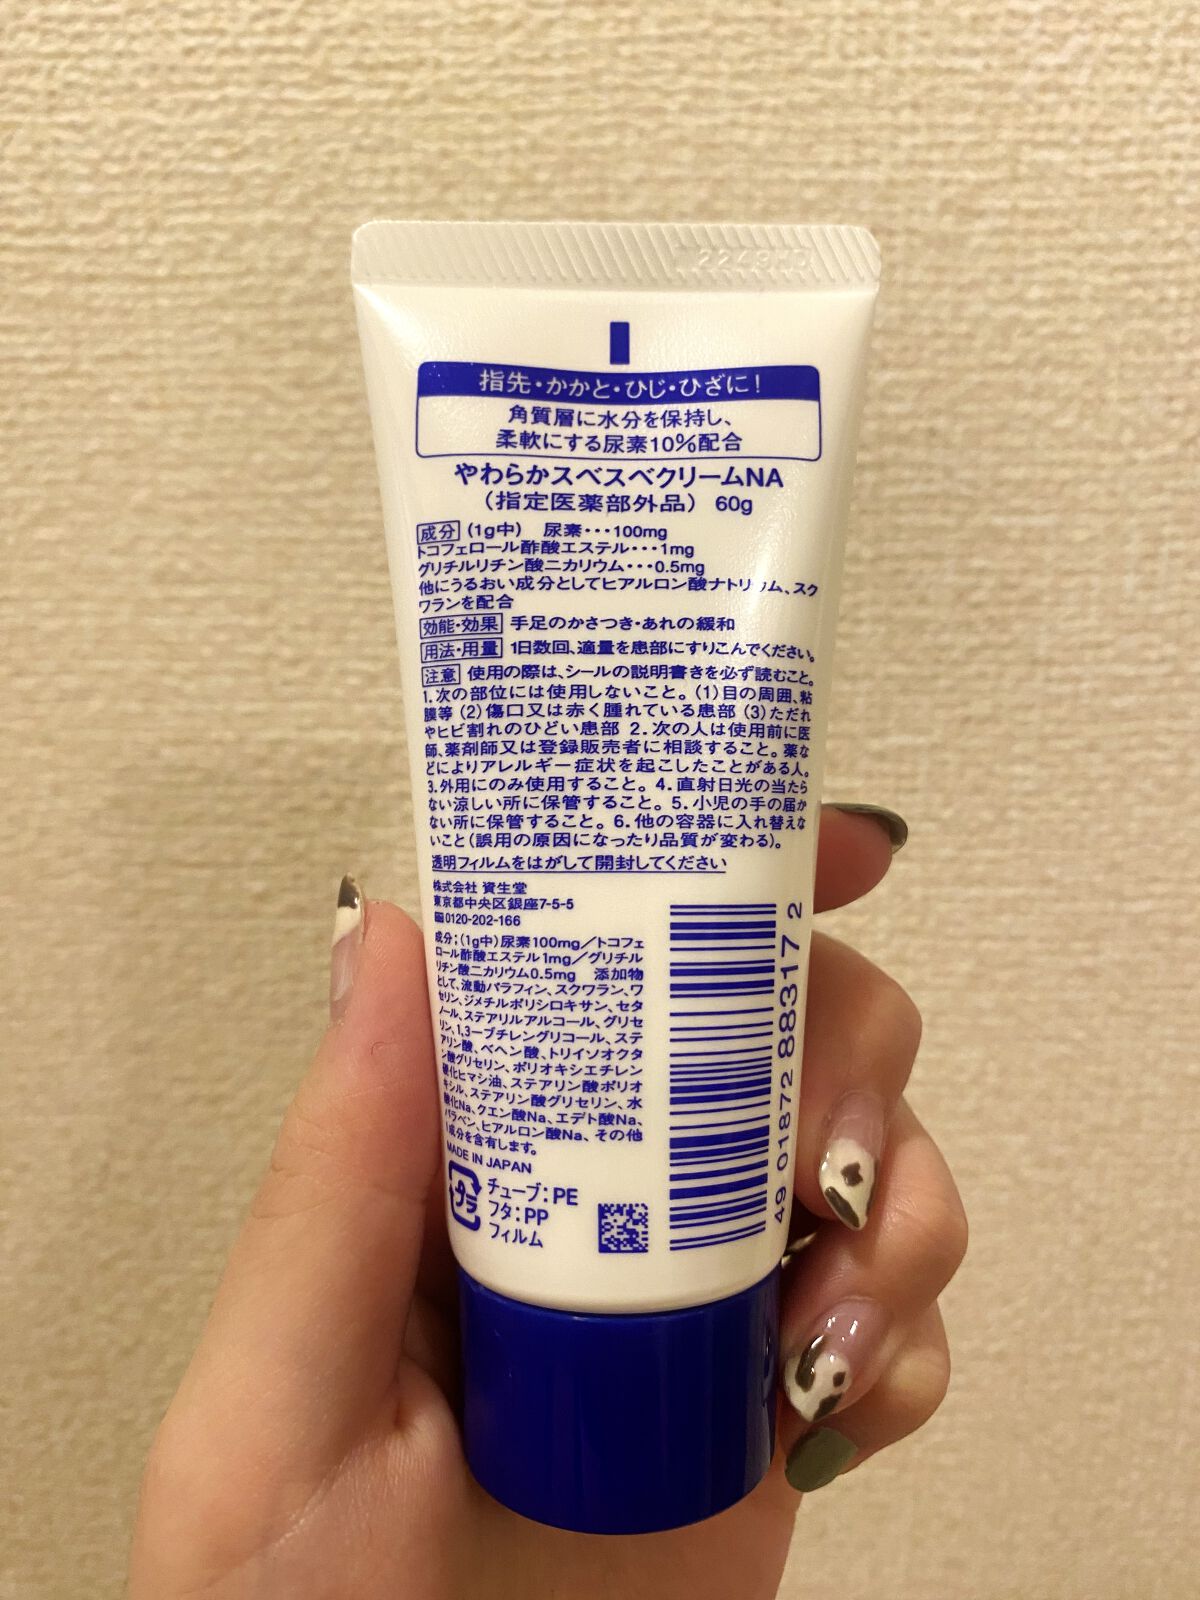 指先・かかと・ひじ・ひざに！
角質層に水分を保持し、
柔軟にする尿素10%配合
やわらかスベスベクリームNA
（指定医薬部外品） 60g
成分 (1g中) 尿素・・・100mg
トコフェロール酢酸エステル・・・1mg
グリチルリチン酸二カリウム・・・0.5mg
他にうるおい成分としてヒアルロン酸ナトリウム、スク
ワランを配合
効能・効果 手足のかさつき・あれの緩和
用法・用量 1日数回、適量を患部にすりこんでください。
注意 使用の際は、シールの説明書きを必ず読むこと。
1.次の部位には使用しないこと。(1)目の周囲、粘
膜等 (2)傷口又は赤く腫れている患部 (3)ただれ
やヒビ割れのひどい患部 2.次の人は使用前に医
師、薬剤師又は登録販売者に相談すること。薬な
どによりアレルギー症状を起こしたことがある人。
3.外用にのみ使用すること。4.直射日光の当たら
ない涼しい所に保管すること。5.小児の手の届か
ない所に保管すること。6.他の容器に入れ替えな
いこと(誤用の原因になったり品質が変わる)。
透明フィルムをはがして開封してください
株式会社 資生堂
東京都中央区銀座7-5-5
0120-202-166
成分；(1g中)尿素100mg／トコフェ
ロール酢酸エステル1mg／グリチル
リチン酸二カリウム0.5mg 添加物
として、流動パラフィン、スクワラン、ワ
セリン、ジメチルポリシロキサン、セタ
ノール、ステアリルアルコール、グリセ
リン、1,3－ブチレングリコール、ステ
アリン酸、ベヘン酸、トリイソオクタ
ン酸グリセリン、ポリオキシエチレン
硬化ヒマシ油、ステアリン酸ポリオ
キシル、ステアリン酸グリセリン、水
酸化Na、クエン酸Na、エデト酸Na、
パラベン、ヒアルロン酸Na、その他
1成分を含有します。
MADE IN JAPAN
プラ チューブ：PE
フタ：PP
フィルム
49 01872 88317 2